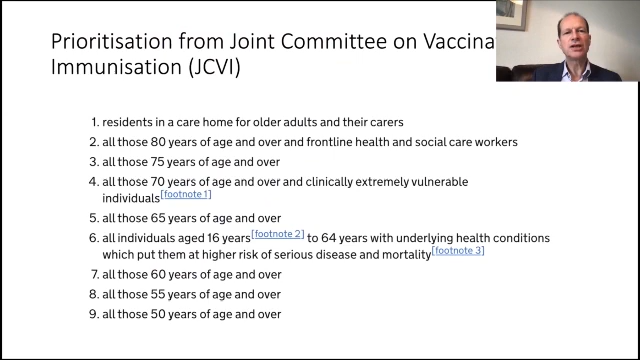 Prioritisation from Joint Committee on Vaccina
Immunisation (JCVI)
1. residents in a care home for older adults and their carers
2. all those 80 years of age and over and frontline health and social care workers
3. all those 75 years of age and over
4. all those 70 years of age and over and clinically extremely vulnerable
individuals[footnote 1]
5. all those 65 years of age and over
6. all individuals aged 16 years[footnote 2] to 64 years with underlying health conditions
which put them at higher risk of serious disease and mortality[footnote 3]
7. all those 60 years of age and over
8. all those 55 years of age and over
9. all those 50 years of age and over